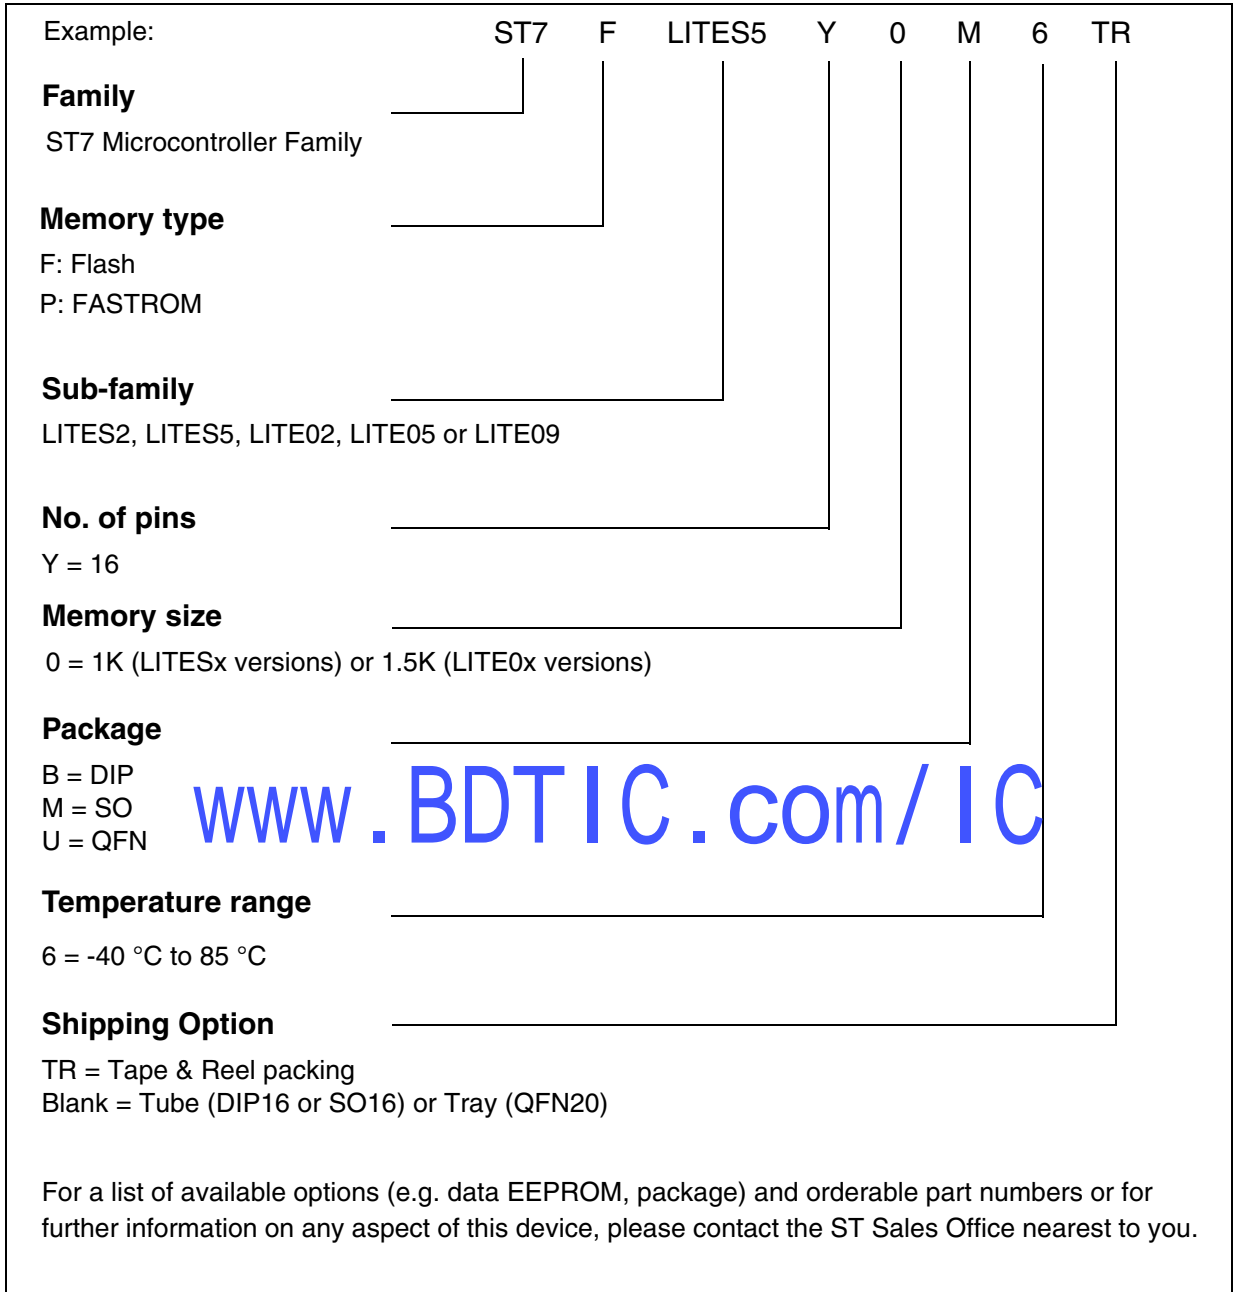 Example: ST7 F LITES5 Y 0 M 6 TR
Family
ST7 Microcontroller Family
Memory type
F: Flash
P: FASTROM
Sub-family
LITES2, LITES5, LITE02, LITE05 or LITE09
No. of pins
Y = 16
Memory size
0 = 1K (LITESx versions) or 1.5K (LITE0x versions)
Package
B = DIP
M = SO
U = QFN
www.BDTIC.com/IC
Temperature range
6 = -40 °C to 85 °C
Shipping Option
TR = Tape & Reel packing
Blank = Tube (DIP16 or SO16) or Tray (QFN20)
For a list of available options (e.g. data EEPROM, package) and orderable part numbers or for
further information on any aspect of this device, please contact the ST Sales Office nearest to you.